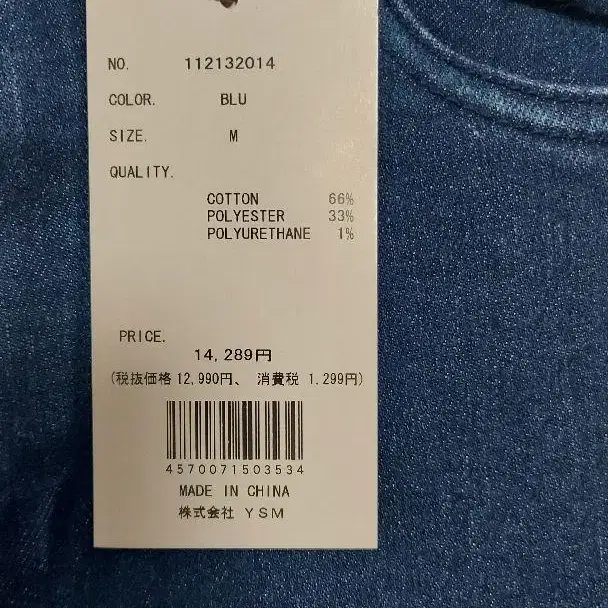 NO. 112132014
COLOR. BLU
SIZE. M
QUALITY.
COTTON 66%
POLYESTER 33%
POLYURETHANE 1%
PRICE.
14,289円
(税抜価格 12,990円、 消費税 1.299円)
4570071503534
MADE IN CHINA
株式会社 YSM